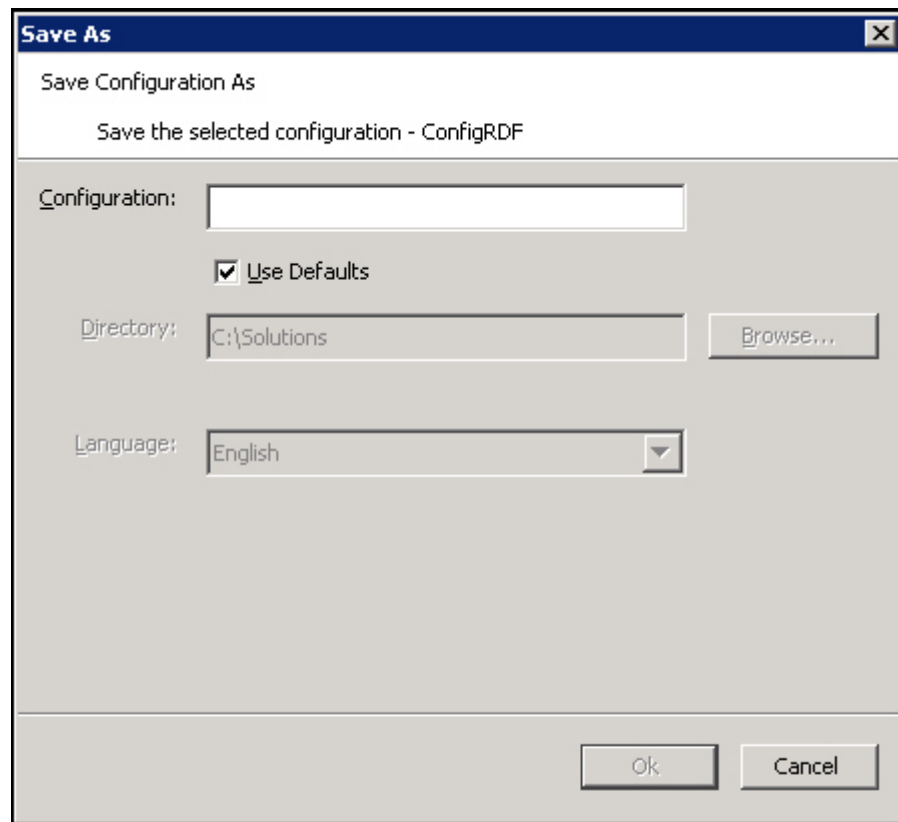 Save As
Save Configuration As
Save the selected configuration - ConfigRDF
Configuration:
Use Defaults
Directory: C:\Solutions Browse...
Language: English
Ok Cancel